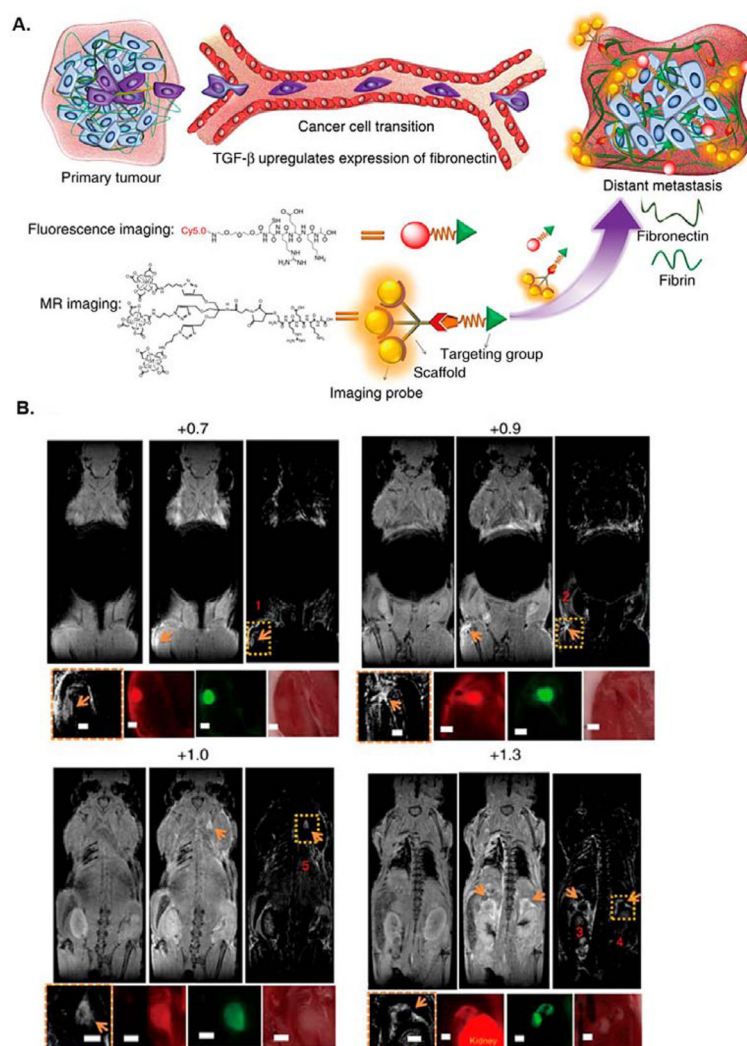 A.
Cancer cell transition
TGF-β upregulates expression of fibronectin
Primary tumour
Distant metastasis
Fibronectin
Fibrin
Fluorescence imaging:
Cy5.0
MR imaging:
Targeting group
Scaffold
Imaging probe
B.
+0.7
+0.9
1
2
+1.0
+1.3
5
3
4
Kidney